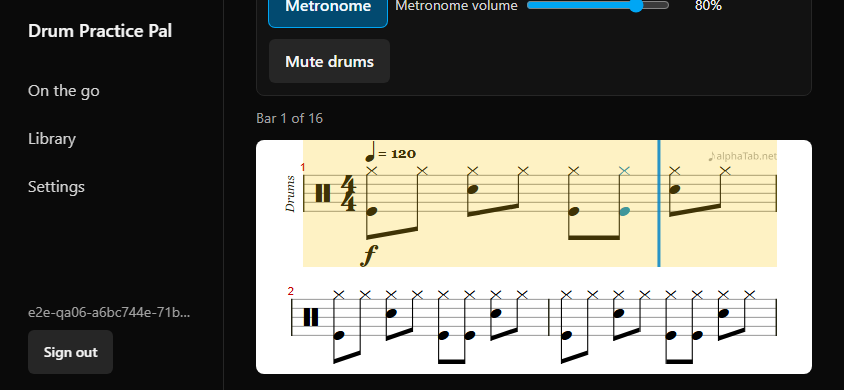 Drum Practice Pal
On the go
Library
Settings
e2e-qa06-a6bc744e-71b...
Sign out
Metronome
Metronome volume
80%
Mute drums
Bar 1 of 16
= 120
alphaTab.net
1
Drums
4
4
f
2